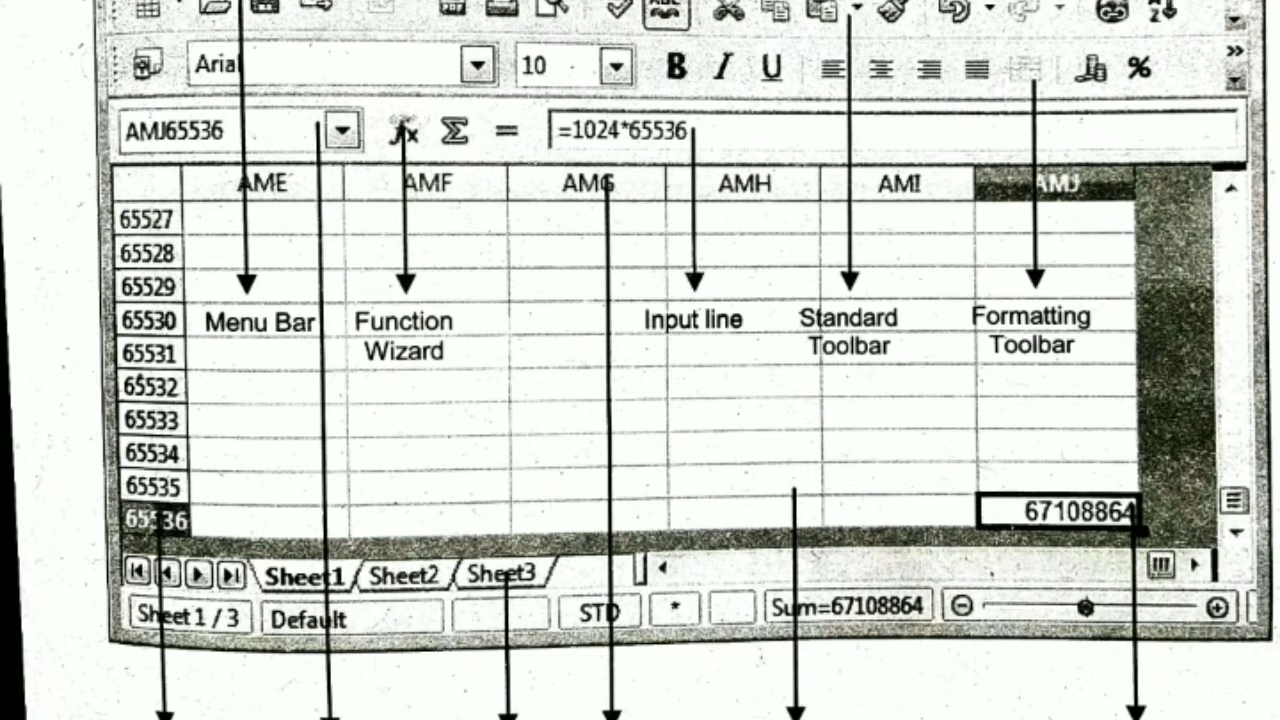 Arial 10 B I U %
AMJ65536 fx Σ = =1024*65536
AME AMF AMG AMH AMI AMJ
65527
65528
65529
65530
65531
65532
65533
65534
65535
65536 67108864
Menu Bar Function Input line Standard Formatting
Wizard Toolbar Toolbar
Sheet1 Sheet2 Sheet3
Sheet 1 / 3 Default STD * Sum=67108864